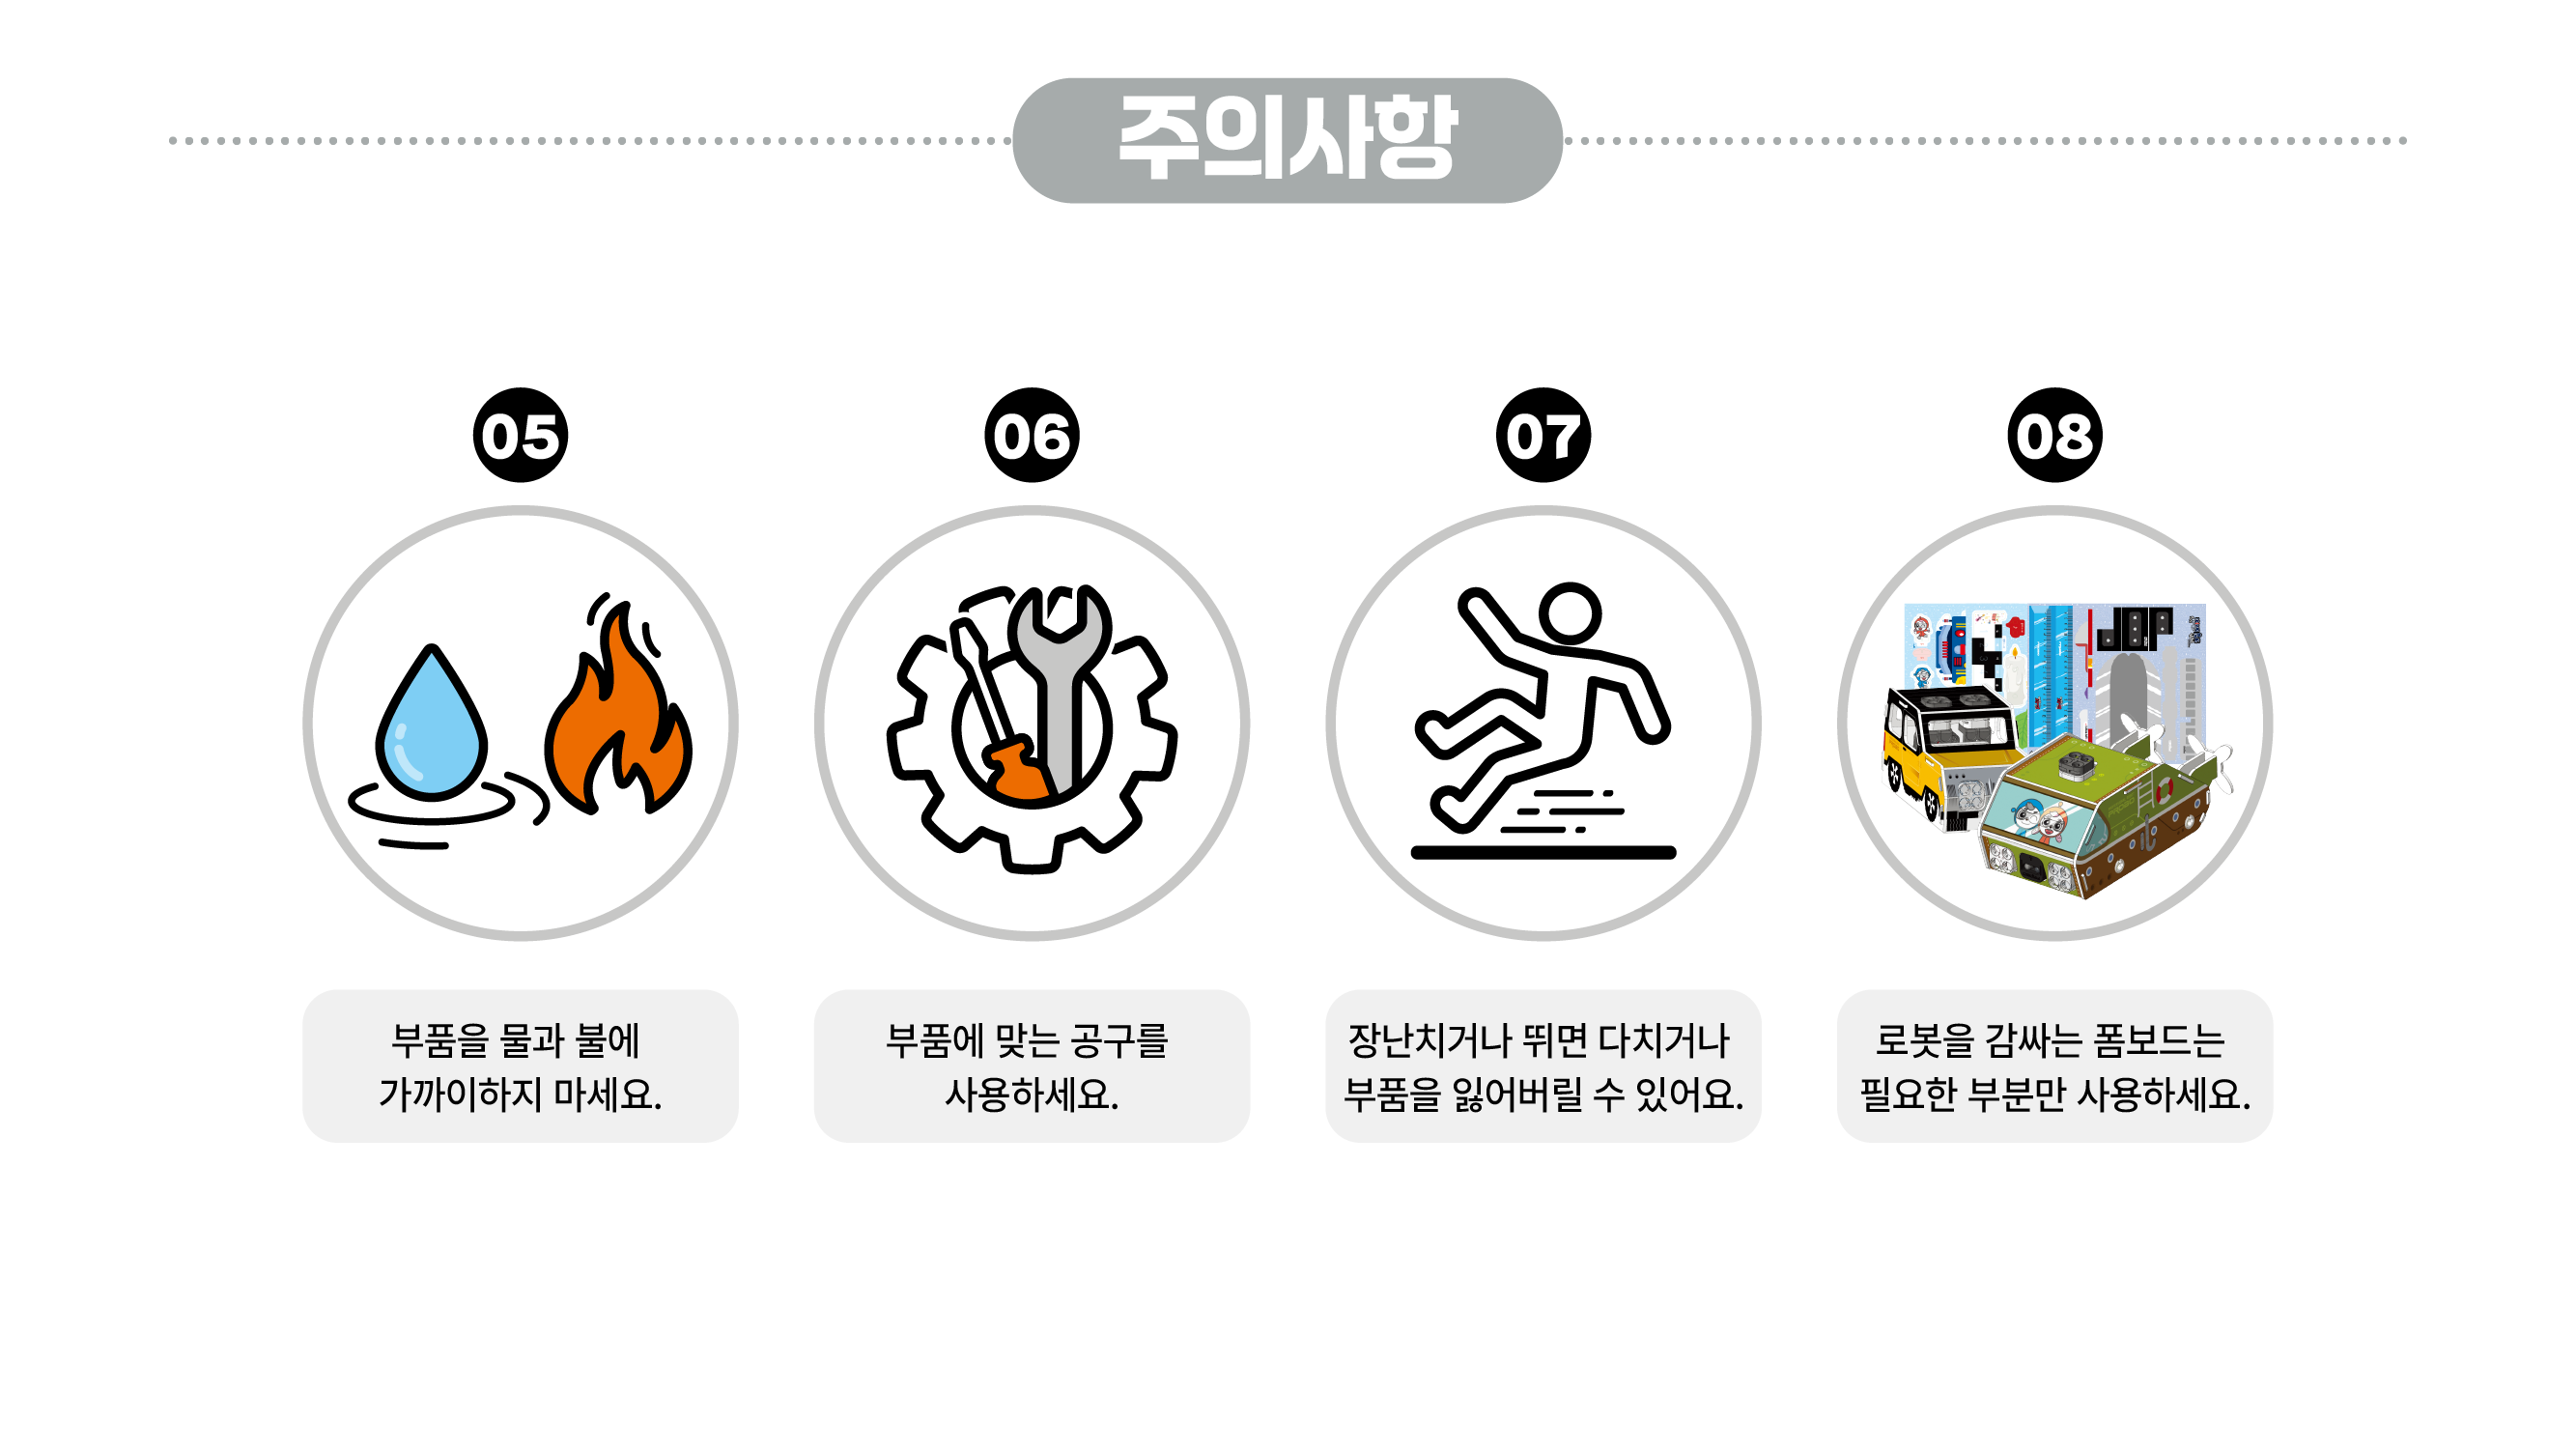 주의사항
05
부품을 물과 불에
가까이하지 마세요.
06
부품에 맞는 공구를
사용하세요.
07
장난치거나 뛰면 다치거나
부품을 잃어버릴 수 있어요.
08
로봇을 감싸는 폼보드는
필요한 부분만 사용하세요.